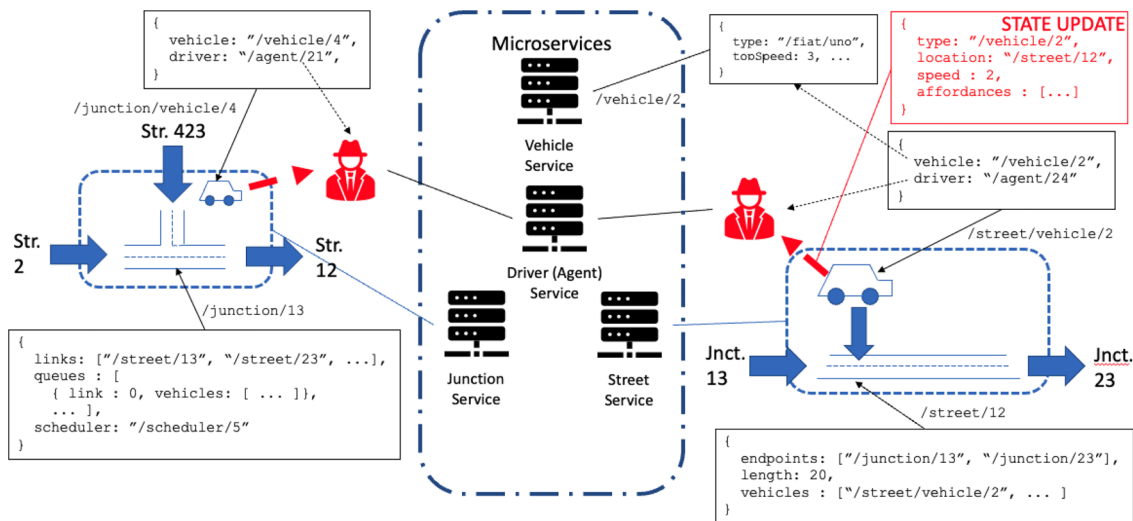 {
vehicle: ”/vehicle/4”,
driver: “/agent/21”,
}
/junction/vehicle/4
Str. 423
Str.
2
Str.
12
/junction/13
{
links: [”/street/13”, “/street/23”, ...],
queues : [
{ link : 0, vehicles: [ ... ]},
... ],
scheduler: ”/scheduler/5”
}
Microservices
Vehicle
Service
Driver (Agent)
Service
Junction
Service
Street
Service
/vehicle/2
{
type: ”/fiat/uno”,
topSpeed: 3, ...
}
STATE UPDATE
{
type: ”/vehicle/2”,
location: “/street/12”,
speed : 2,
affordances : [...]
}
{
vehicle: ”/vehicle/2”,
driver: “/agent/24”
}
/street/vehicle/2
Jnct.
13
Jnct.
23
/street/12
{
endpoints: [”/junction/13”, “/junction/23”],
length: 20,
vehicles : [“/street/vehicle/2”, ... ]
}